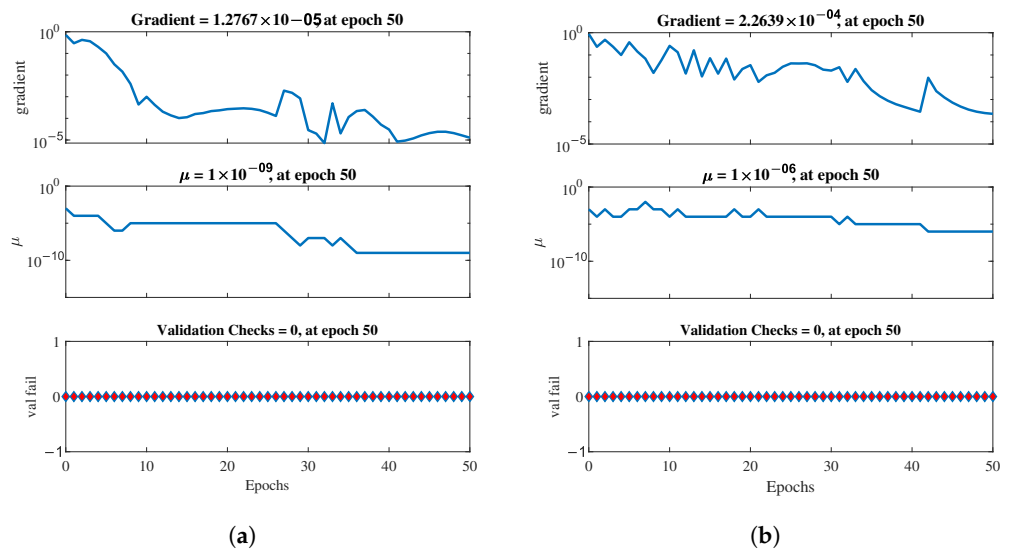 Gradient = 1.2767×10−05, at epoch 50
10^0
10^−5
gradient
μ = 1×10^−09, at epoch 50
10^0
10^−10
μ
Validation Checks = 0, at epoch 50
1
0
−1
val fail
0 10 20 30 40 50
Epochs
(a)
Gradient = 2.2639×10^−04, at epoch 50
10^0
10^−5
gradient
μ = 1×10^−06, at epoch 50
10^0
10^−10
μ
Validation Checks = 0, at epoch 50
1
0
−1
val fail
0 10 20 30 40 50
Epochs
(b)